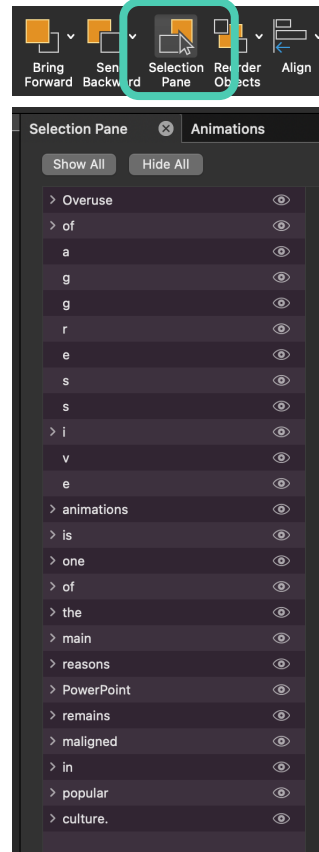 Bring Forward
Send Backward
Selection Pane
Reorder Objects
Align
Selection Pane
Animations
Show All
Hide All
Overuse
of
a
g
g
r
e
s
s
i
v
e
animations
is
one
of
the
main
reasons
PowerPoint
remains
maligned
in
popular
culture.